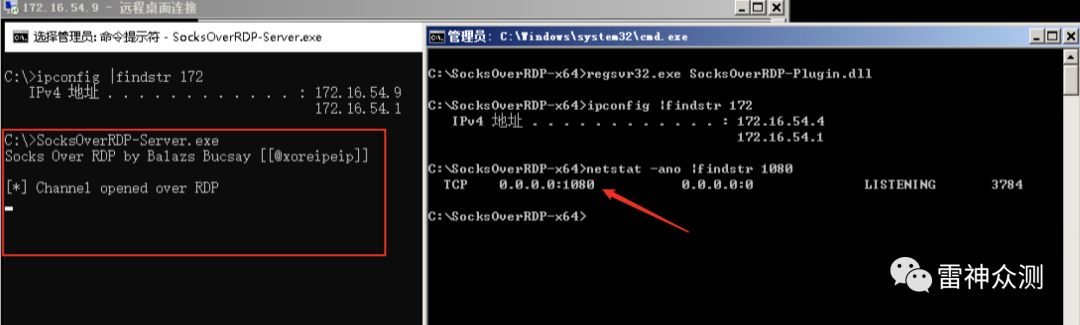 172.16.54.9 - 远程桌面连接
选择管理员: 命令提示符 - SocksOverRDP-Server.exe
C:\>ipconfig |findstr 172
IPv4 地址 . . . . . . . . . . . . : 172.16.54.9
172.16.54.1
C:\>SocksOverRDP-Server.exe
Socks Over RDP by Balazs Bucsay [[@xoreipeip]]
[*] Channel opened over RDP
管理员: C:\Windows\system32\cmd.exe
C:\SocksOverRDP-x64>regsvr32.exe SocksOverRDP-Plugin.dll
C:\SocksOverRDP-x64>ipconfig |findstr 172
IPv4 地址 . . . . . . . . . . . . : 172.16.54.4
172.16.54.1
C:\SocksOverRDP-x64>netstat -ano |findstr 1080
TCP 0.0.0.0:1080 0.0.0.0:0 LISTENING 3784
C:\SocksOverRDP-x64>
雷神众测